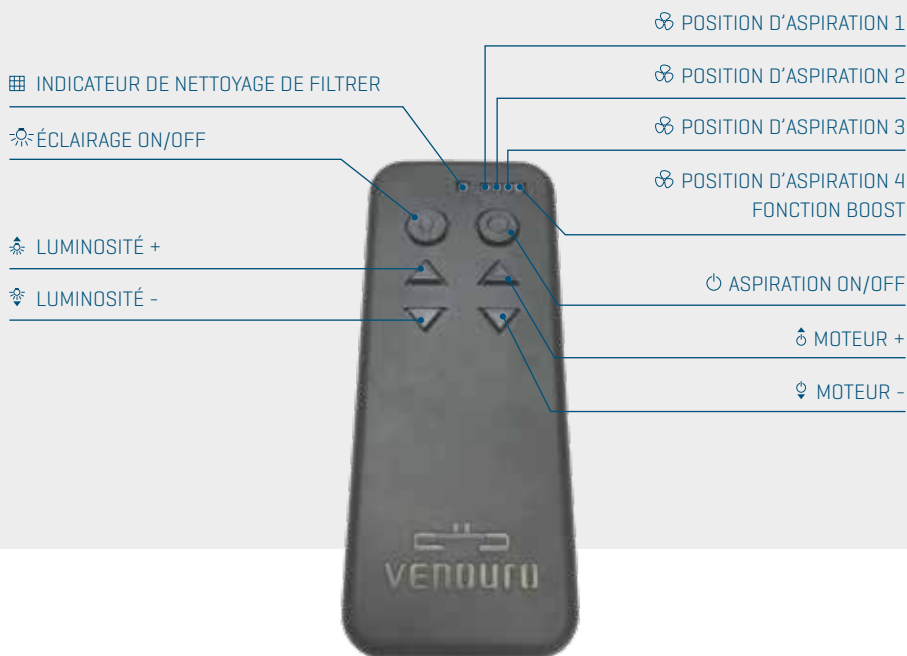 INDICATEUR DE NETTOYAGE DE FILTRER
ÉCLAIRAGE ON/OFF
LUMINOSITÉ +
LUMINOSITÉ -
POSITION D'ASPIRATION 1
POSITION D'ASPIRATION 2
POSITION D'ASPIRATION 3
POSITION D'ASPIRATION 4
FONCTION BOOST
ASPIRATION ON/OFF
MOTEUR +
MOTEUR -
venduro